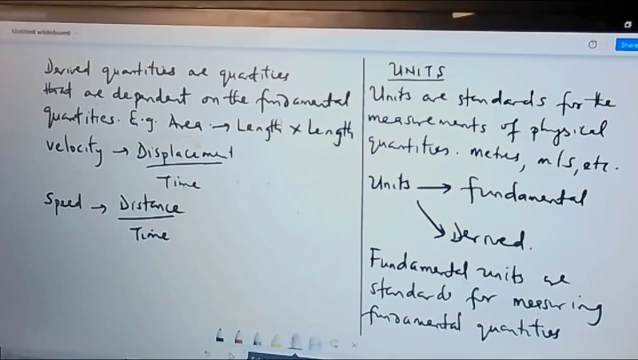 Untitled whiteboard
Share
Derived quantities are quantities
that are dependent on the fundamental
quantities. E.g. Area → Length × Length
velocity → Displacement
Time
Speed → Distance
Time
UNITS
Units are standards for the
measurements of physical
quantities. metres, m/s, etc.
Units → fundamental
Derived.
Fundamental units are
standards for measuring
fundamental quantities